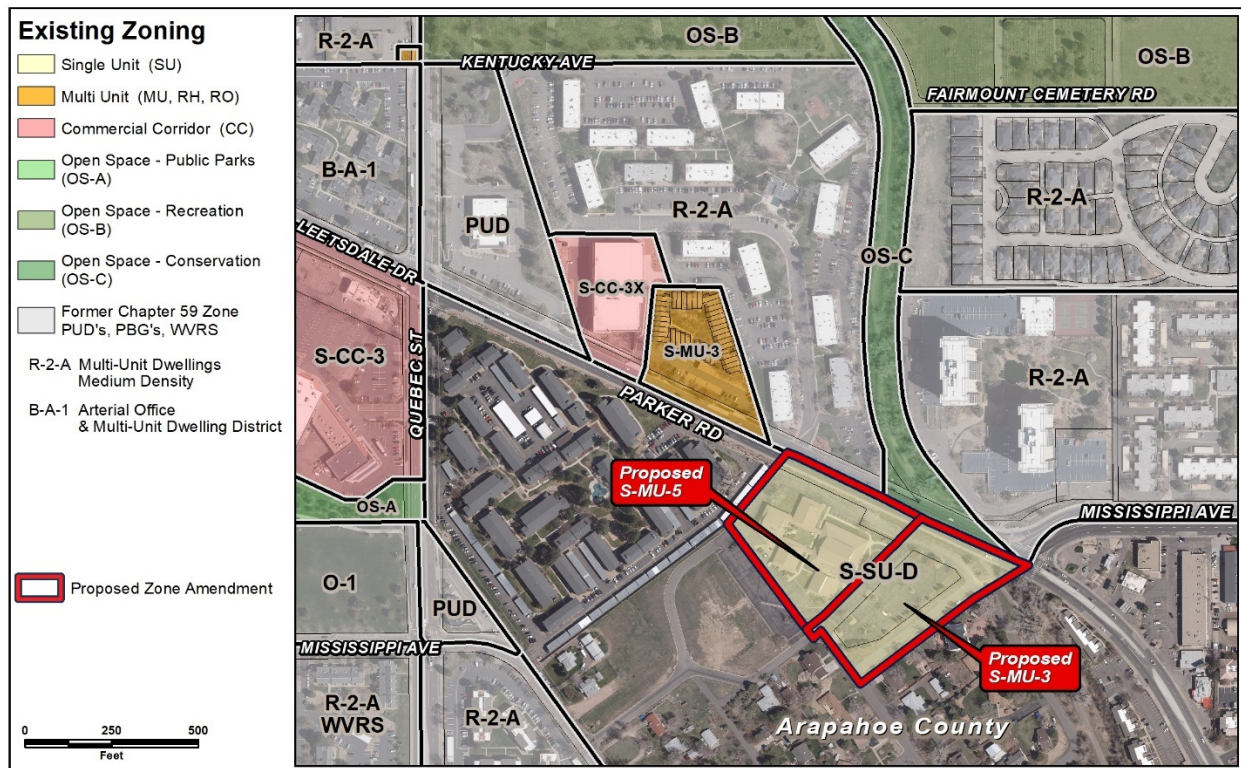 Existing Zoning
Single Unit (SU)
Multi Unit (MU, RH, RO)
Commercial Corridor (CC)
Open Space - Public Parks
(OS-A)
Open Space - Recreation
(OS-B)
Open Space - Conservation
(OS-C)
Former Chapter 59 Zone
PUD's, PBG's, WVRS
R-2-A Multi-Unit Dwellings
Medium Density
B-A-1 Arterial Office
& Multi-Unit Dwelling District
Proposed Zone Amendment
0 250 500
Feet
R-2-A
OS-B
OS-B
KENTUCKY AVE
FAIRMOUNT CEMETERY RD
B-A-1
PUD
R-2-A
R-2-A
LEETSDALE DR
OS-C
S-CC-3X
S-CC-3
QUEBEC ST
S-MU-3
R-2-A
PARKER RD
Proposed
S-MU-5
OS-A
MISSISSIPPI AVE
S-SU-D
O-1
PUD
MISSISSIPPI AVE
Proposed
S-MU-3
R-2-A
WVRS
R-2-A
Arapahoe County